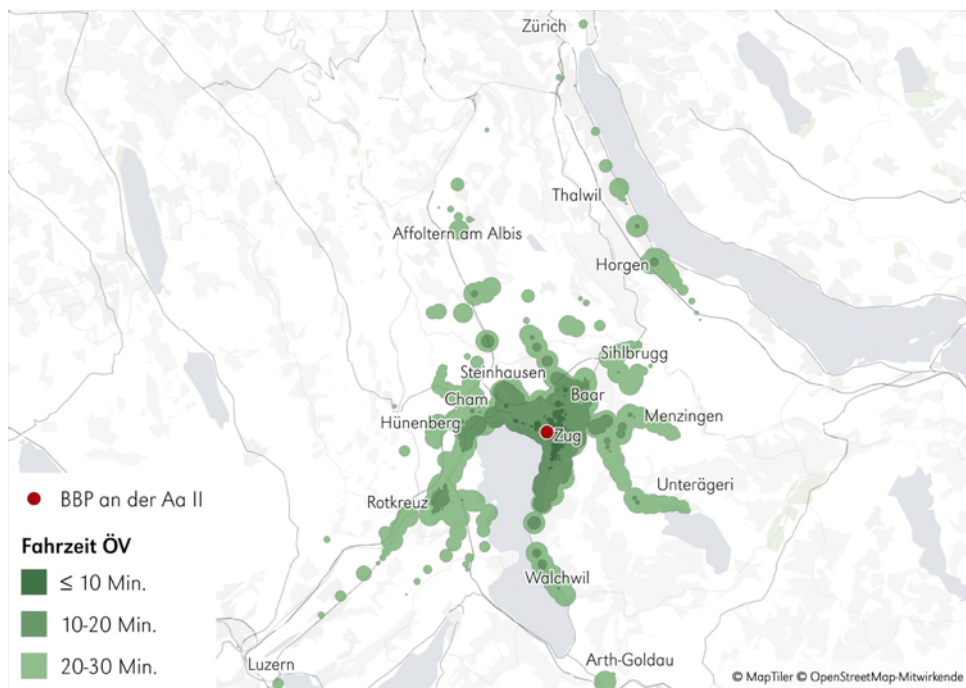 Zürich
Thalwil
Affoltern am Albis
Horgen
Sihlbrugg
Steinhausen
Baar
Cham
Menzingen
Hünenberg
Zug
Unterägeri
BBP an der Aa II
Rotkreuz
Fahrzeit ÖV
≤ 10 Min.
Walchwil
10-20 Min.
20-30 Min.
Luzern
Arth-Goldau
© MapTiler © OpenStreetMap-Mitwirkende